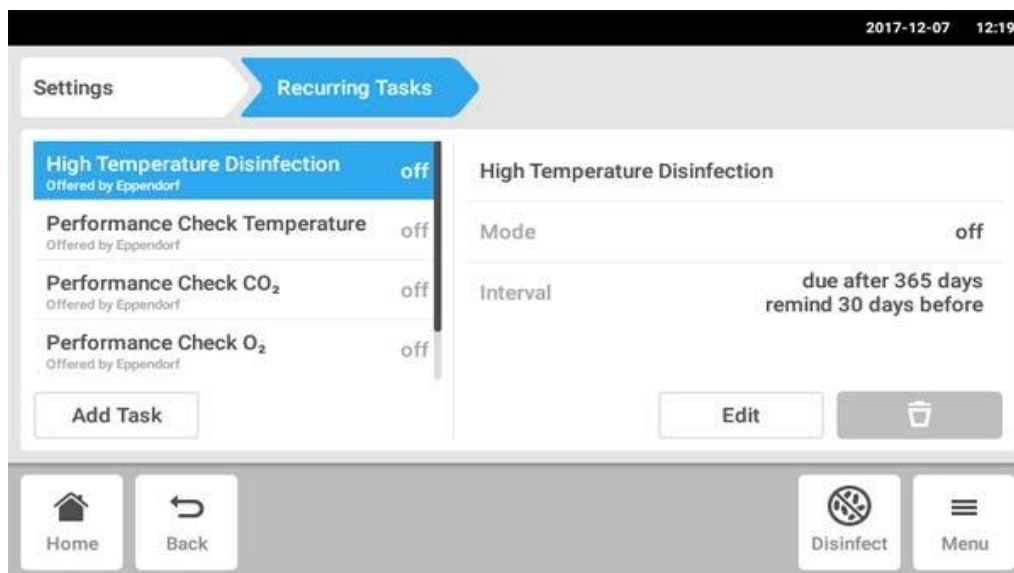 2017-12-07 12:19
Settings
Recurring Tasks
High Temperature Disinfection off
Offered by Eppendorf
Performance Check Temperature off
Offered by Eppendorf
Performance Check CO₂ off
Offered by Eppendorf
Performance Check O₂ off
Offered by Eppendorf
Add Task
High Temperature Disinfection
Mode off
Interval due after 365 days
remind 30 days before
Edit
Home
Back
Disinfect
Menu